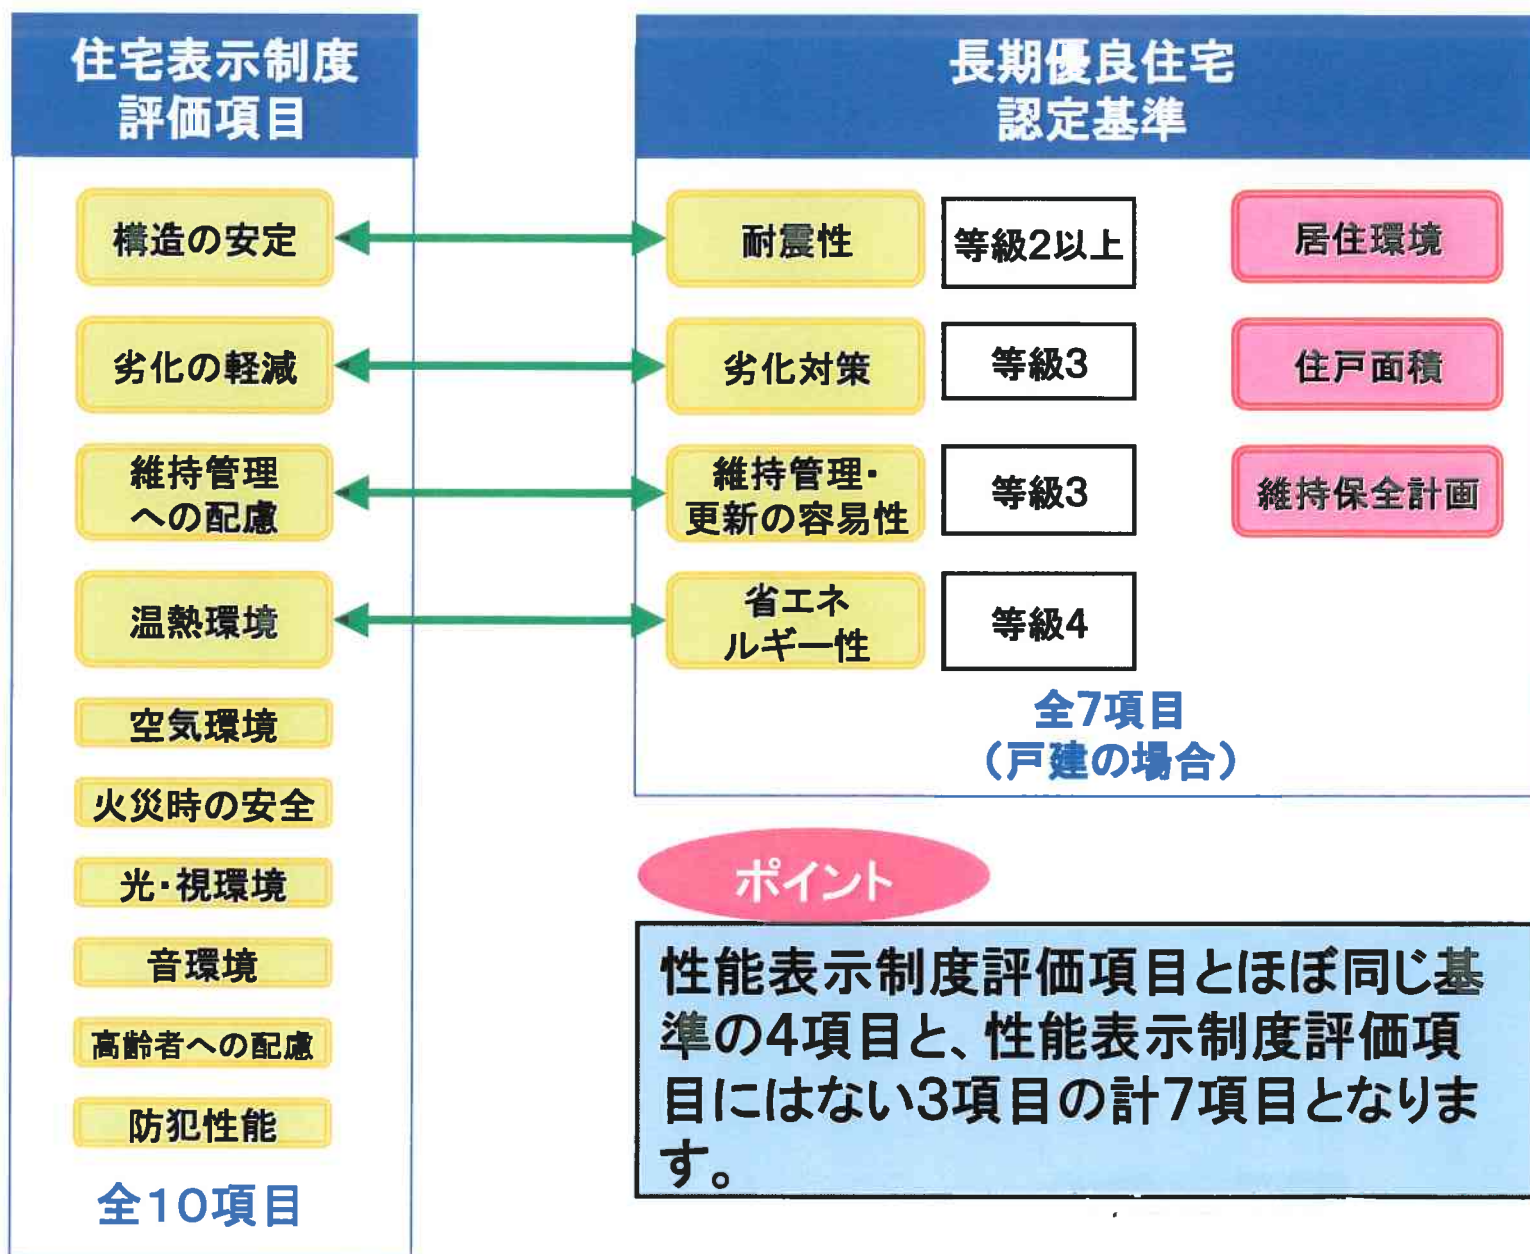 住宅表示制度
評価項目
構造の安定
劣化の軽減
維持管理
への配慮
温熱環境
空気環境
火災時の安全
光・視環境
音環境
高齢者への配慮
防犯性能
全10項目
長期優良住宅
認定基準
耐震性
等級2以上
居住環境
劣化対策
等級3
住戸面積
維持管理・
更新の容易性
等級3
維持保全計画
省エネ
ルギー性
等級4
全7項目
（戸建の場合）
ポイント
性能表示制度評価項目とほぼ同じ基
準の4項目と、性能表示制度評価項
目にはない3項目の計7項目となりま
す。